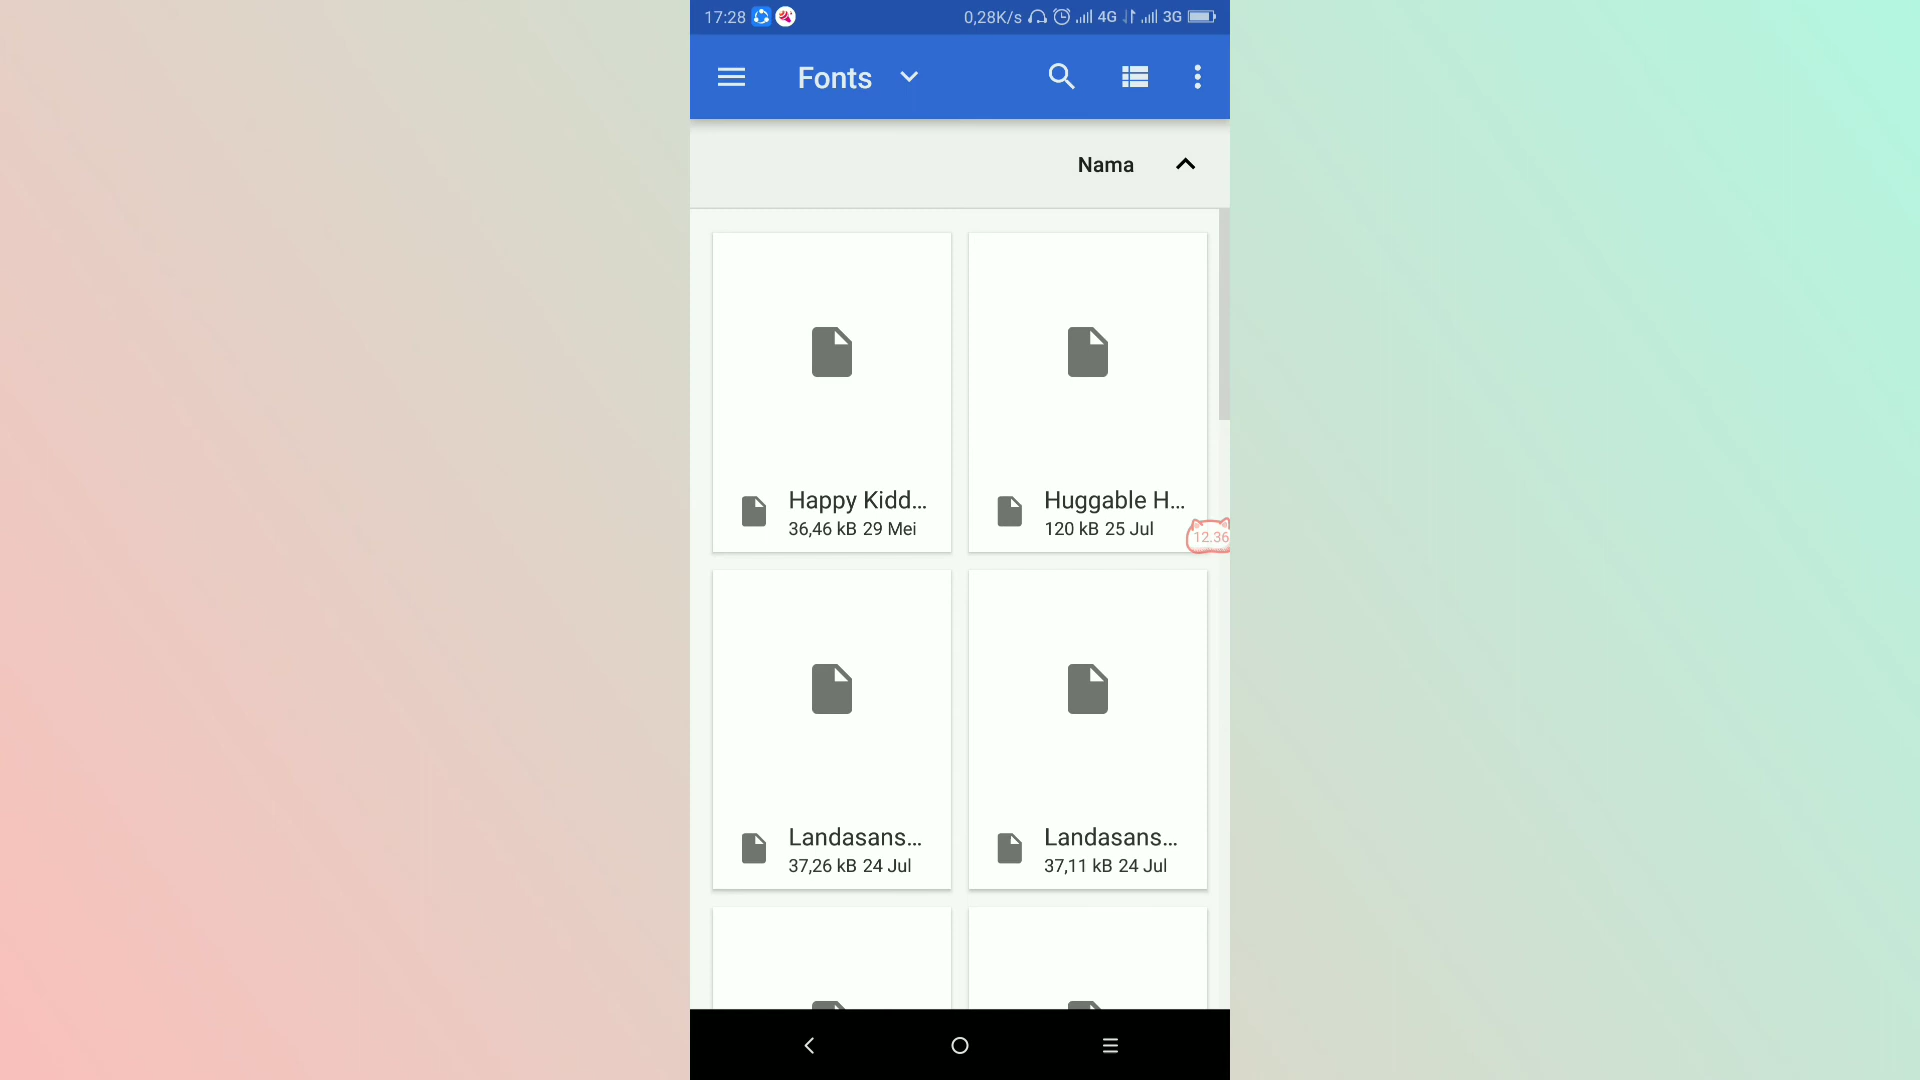 17:28 0,28K/s 4G 3G
Fonts
Nama
Happy Kidd... Huggable H...
36,46 kB 29 Mei 120 kB 25 Jul
12.36
Landasans... Landasans...
37,26 kB 24 Jul 37,11 kB 24 Jul